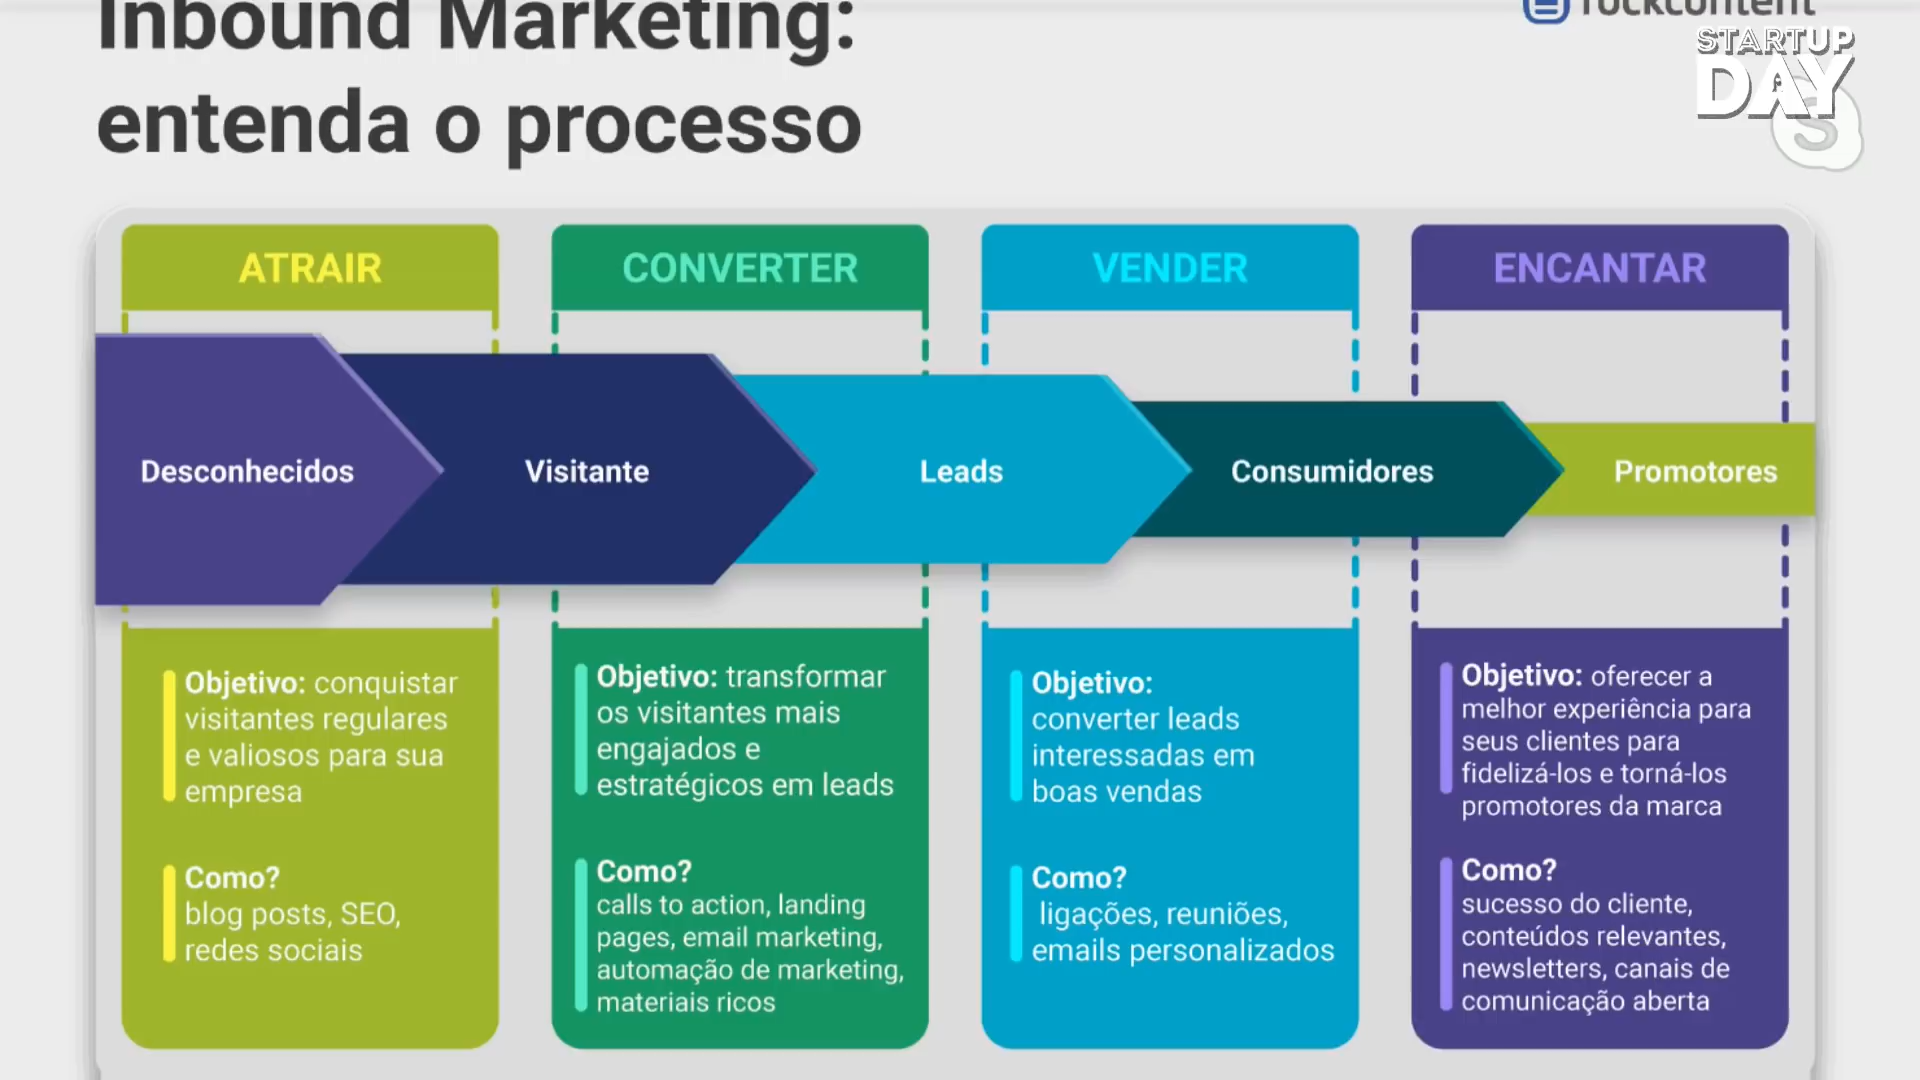 Inbound Marketing:
entenda o processo
rockcontent
STARTUP
DAY
S
ATRAIR
CONVERTER
VENDER
ENCANTAR
Desconhecidos
Visitante
Leads
Consumidores
Promotores
Objetivo: conquistar
visitantes regulares
e valiosos para sua
empresa
Como?
blog posts, SEO,
redes sociais
Objetivo: transformar
os visitantes mais
engajados e
estratégicos em leads
Como?
calls to action, landing
pages, email marketing,
automação de marketing,
materiais ricos
Objetivo:
converter leads
interessadas em
boas vendas
Como?
ligações, reuniões,
emails personalizados
Objetivo: oferecer a
melhor experiência para
seus clientes para
fidelizá-los e torná-los
promotores da marca
Como?
sucesso do cliente,
conteúdos relevantes,
newsletters, canais de
comunicação aberta